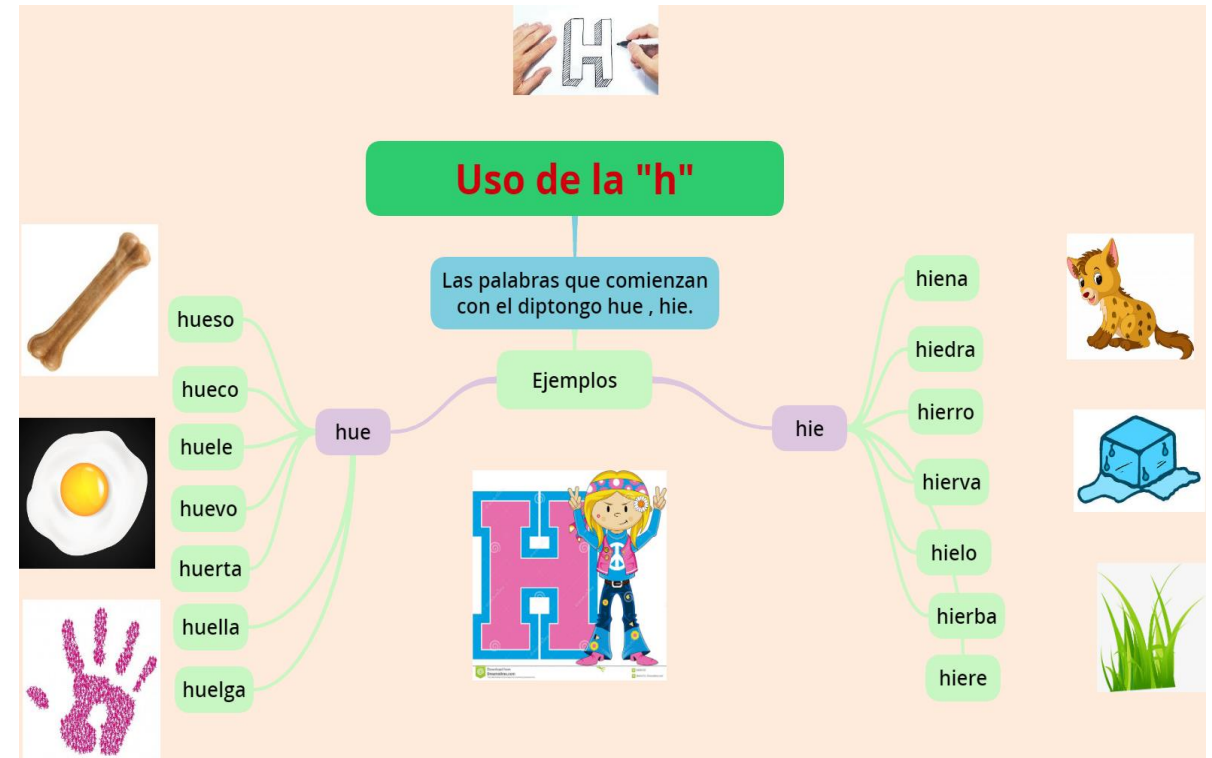 Uso de la "h"
Las palabras que comienzan
con el diptongo hue , hie.
Ejemplos
hue
hueso
hueco
huele
huevo
huerta
huella
huelga
hie
hiena
hiedra
hierro
hierva
hielo
hierba
hiere